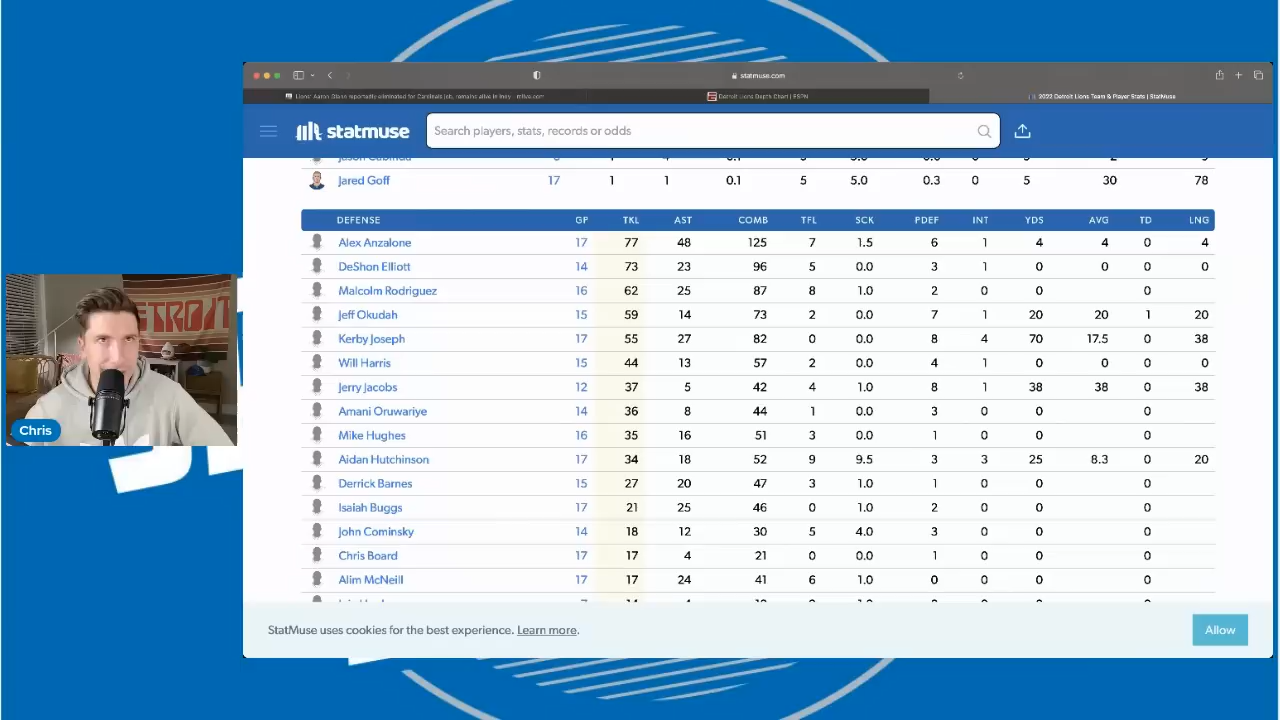 statmuse.com
Lions' Aaron Glenn reportedly eliminated for Cardinals job, remains alive in Indy - mlive.com
Detroit Lions Depth Chart | ESPN
2022 Detroit Lions Team & Player Stats | StatMuse
statmuse
Search players, stats, records or odds
Jared Goff 17 1 1 0.1 5 5.0 0.3 0 5 30 78
DEFENSE GP TKL AST COMB TFL SCK PDEF INT YDS AVG TD LNG
Alex Anzalone 17 77 48 125 7 1.5 6 1 4 4 0 4
DeShon Elliott 14 73 23 96 5 0.0 3 1 0 0 0 0
Malcolm Rodriguez 16 62 25 87 8 1.0 2 0 0 0
Jeff Okudah 15 59 14 73 2 0.0 7 1 20 20 1 20
Kerby Joseph 17 55 27 82 0 0.0 8 4 70 17.5 0 38
Will Harris 15 44 13 57 2 0.0 4 1 0 0 0 0
Jerry Jacobs 12 37 5 42 4 1.0 8 1 38 38 0 38
Amani Oruwariye 14 36 8 44 1 0.0 3 0 0 0
Mike Hughes 16 35 16 51 3 0.0 1 0 0 0
Aidan Hutchinson 17 34 18 52 9 9.5 3 3 25 8.3 0 20
Derrick Barnes 15 27 20 47 3 1.0 1 0 0 0
Isaiah Buggs 17 21 25 46 0 1.0 2 0 0 0
John Cominsky 14 18 12 30 5 4.0 3 0 0 0
Chris Board 17 17 4 21 0 0.0 1 0 0 0
Alim McNeill 17 17 24 41 6 1.0 0 0 0 0
StatMuse uses cookies for the best experience. Learn more.
Allow
DETROIT
Chris